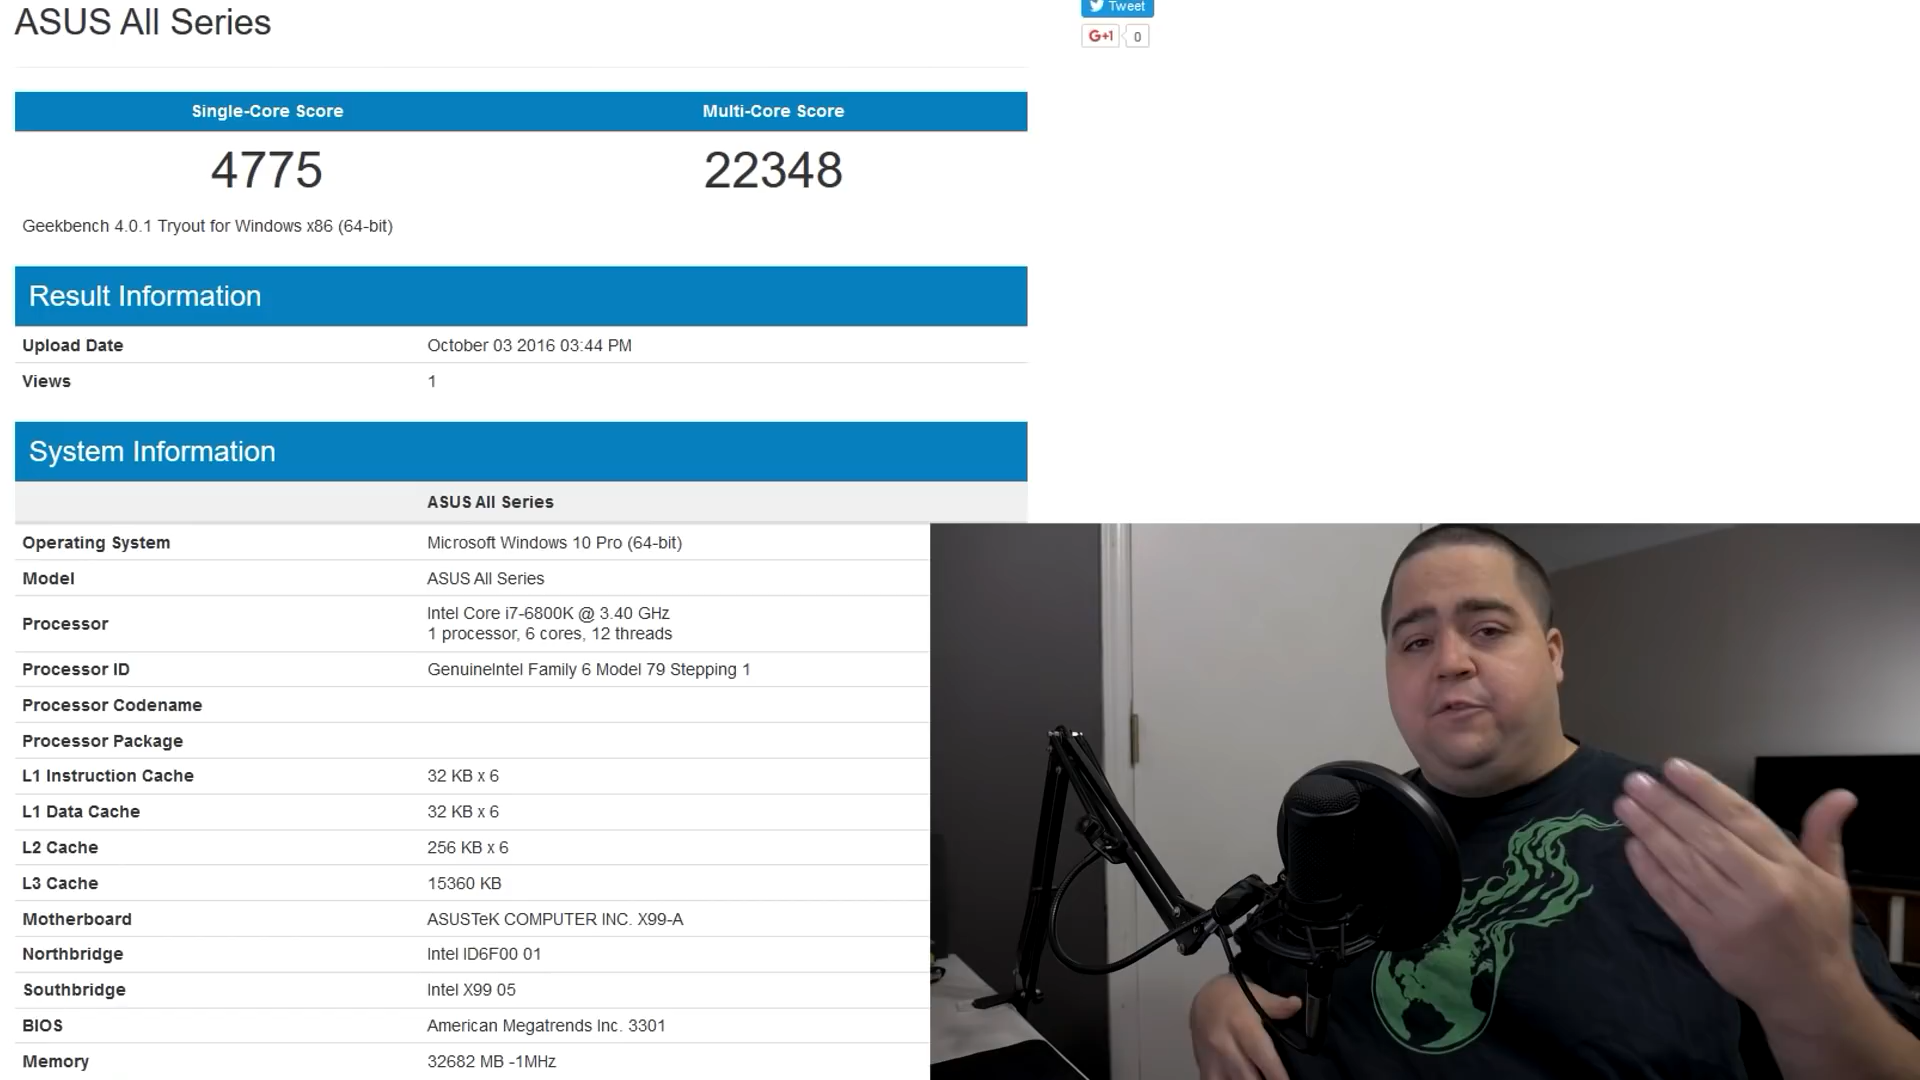 ASUS All Series
Tweet
G+1 0
Single-Core Score Multi-Core Score
4775 22348
Geekbench 4.0.1 Tryout for Windows x86 (64-bit)
Result Information
Upload Date October 03 2016 03:44 PM
Views 1
System Information
ASUS All Series
Operating System Microsoft Windows 10 Pro (64-bit)
Model ASUS All Series
Processor Intel Core i7-6800K @ 3.40 GHz
1 processor, 6 cores, 12 threads
Processor ID GenuineIntel Family 6 Model 79 Stepping 1
Processor Codename
Processor Package
L1 Instruction Cache 32 KB x 6
L1 Data Cache 32 KB x 6
L2 Cache 256 KB x 6
L3 Cache 15360 KB
Motherboard ASUSTeK COMPUTER INC. X99-A
Northbridge Intel ID6F00 01
Southbridge Intel X99 05
BIOS American Megatrends Inc. 3301
Memory 32682 MB -1MHz